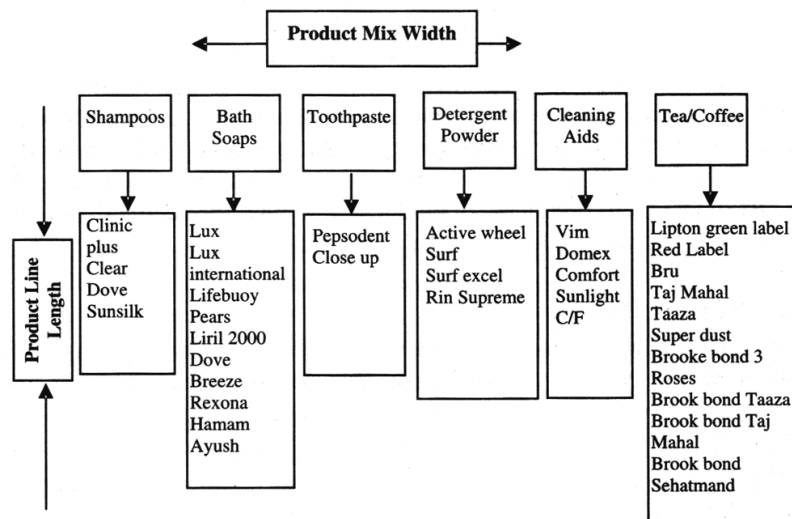 Product Mix Width
Shampoos
Bath
Soaps
Toothpaste
Detergent
Powder
Cleaning
Aids
Tea/Coffee
Product Line
Length
Clinic
plus
Clear
Dove
Sunsilk
Lux
Lux
international
Lifebuoy
Pears
Liril 2000
Dove
Breeze
Rexona
Hamam
Ayush
Pepsodent
Close up
Active wheel
Surf
Surf excel
Rin Supreme
Vim
Domex
Comfort
Sunlight
C/F
Lipton green label
Red Label
Bru
Taj Mahal
Taaza
Super dust
Brooke bond 3
Roses
Brook bond Taaza
Brook bond Taj
Mahal
Brook bond
Sehatmand